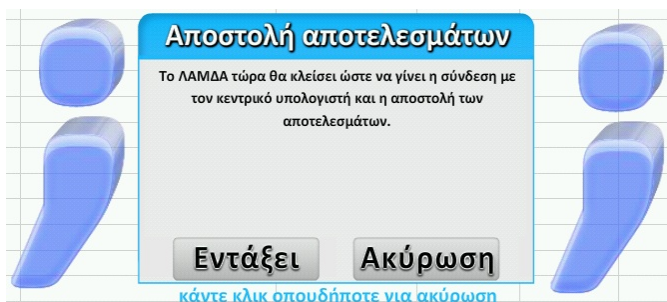 Αποστολή αποτελεσμάτων
Το ΛΑΜΔΑ τώρα θα κλείσει ώστε να γίνει η σύνδεση με
τον κεντρικό υπολογιστή και η αποστολή των
αποτελεσμάτων.
Εντάξει Ακύρωση
κάντε κλικ οπουδήποτε για ακύρωση